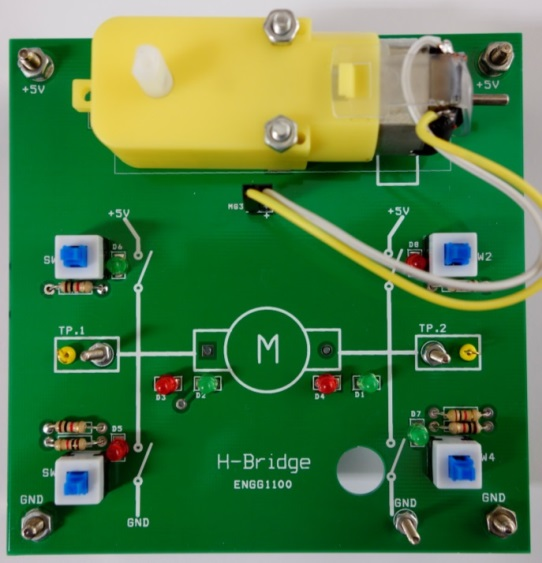 +5V
+5V
MG3
+
+5V
+5V
D6
D8
SW
W2
TP.1
TP.2
M
D3
D2
D4
D1
D5
D7
H-Bridge
ENGG1100
SW
W4
GND
GND
GND
GND